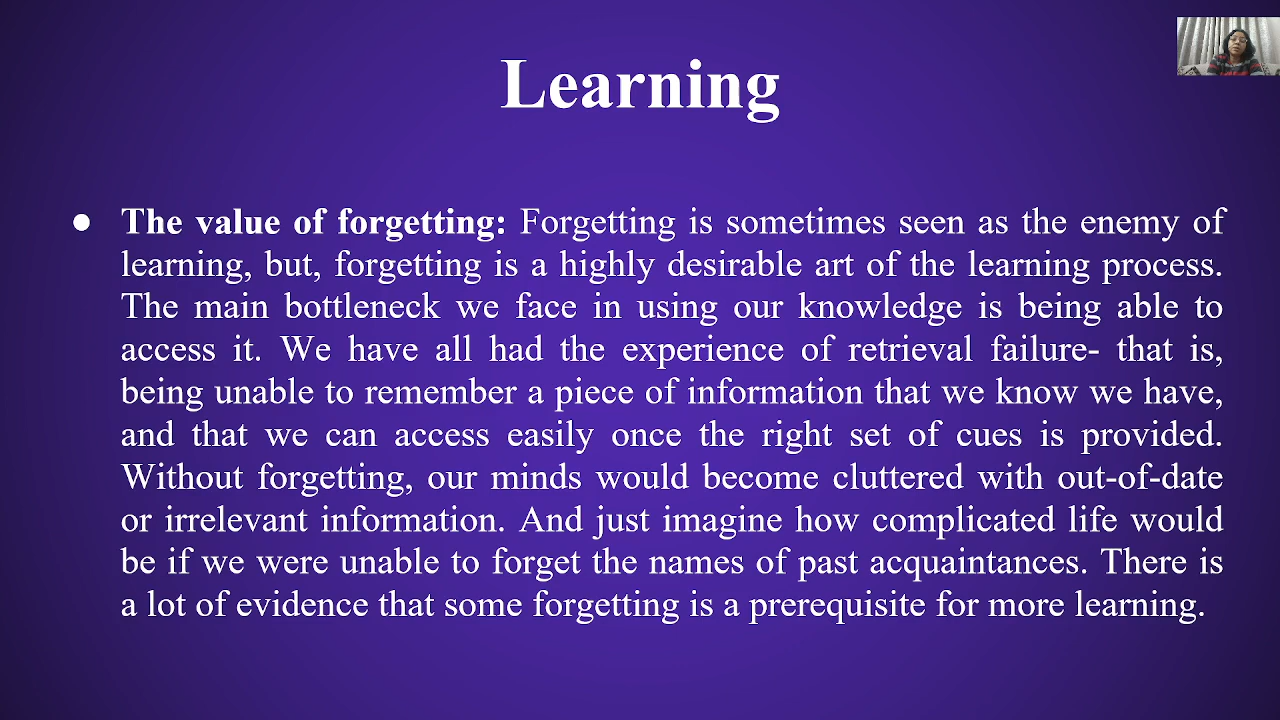 Learning
● The value of forgetting: Forgetting is sometimes seen as the enemy of
learning, but, forgetting is a highly desirable art of the learning process.
The main bottleneck we face in using our knowledge is being able to
access it. We have all had the experience of retrieval failure- that is,
being unable to remember a piece of information that we know we have,
and that we can access easily once the right set of cues is provided.
Without forgetting, our minds would become cluttered with out-of-date
or irrelevant information. And just imagine how complicated life would
be if we were unable to forget the names of past acquaintances. There is
a lot of evidence that some forgetting is a prerequisite for more learning.